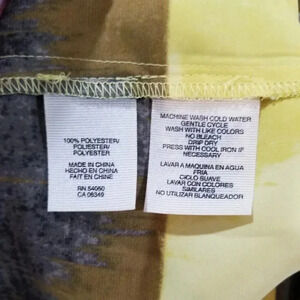 100% POLYESTER/
POLIESTER/
POLYESTER
MADE IN CHINA
HECHO EN CHINA
FAIT EN CHINE
RN 54050
CA 06349
MACHINE WASH COLD WATER
GENTLE CYCLE
WASH WITH LIKE COLORS
NO BLEACH
DRIP DRY
PRESS WITH COOL IRON IF
NECESSARY
LAVAR A MAQUINA EN AGUA
FRIA
CICLO SUAVE
LAVAR CON COLORES
SIMILARES
NO UTILIZAR BLANQUEADOR